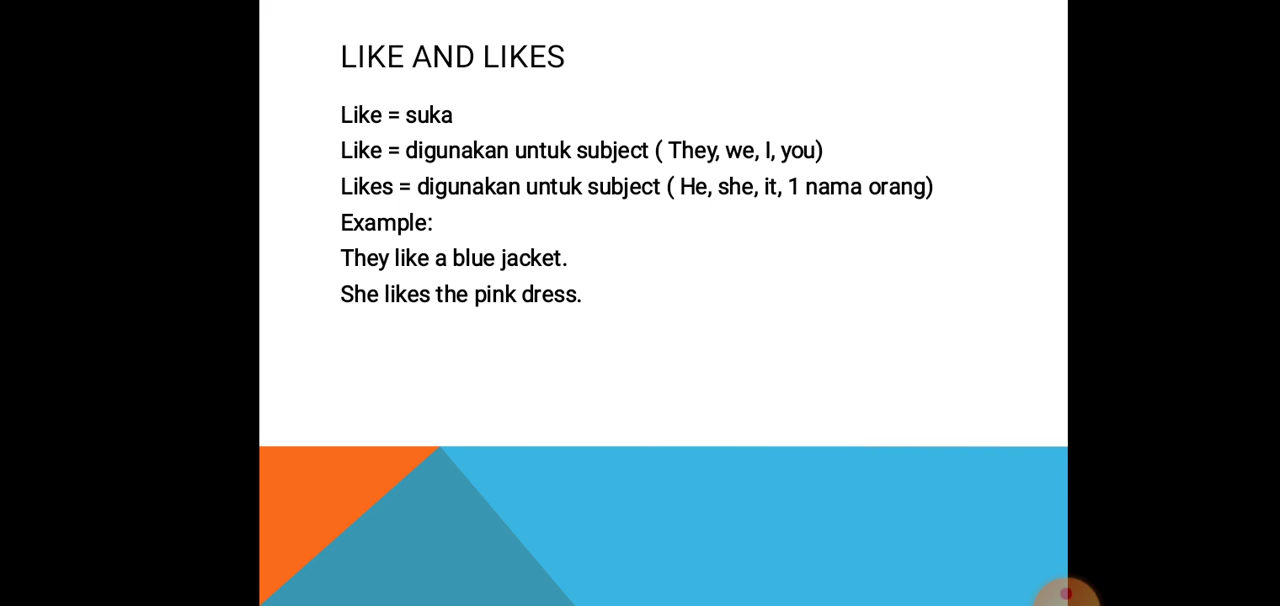 LIKE AND LIKES
Like = suka
Like = digunakan untuk subject ( They, we, I, you)
Likes = digunakan untuk subject ( He, she, it, 1 nama orang)
Example:
They like a blue jacket.
She likes the pink dress.